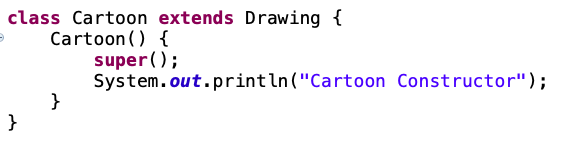 class Cartoon extends Drawing {
    Cartoon() {
        super();
        System.out.println("Cartoon Constructor");
    }
}